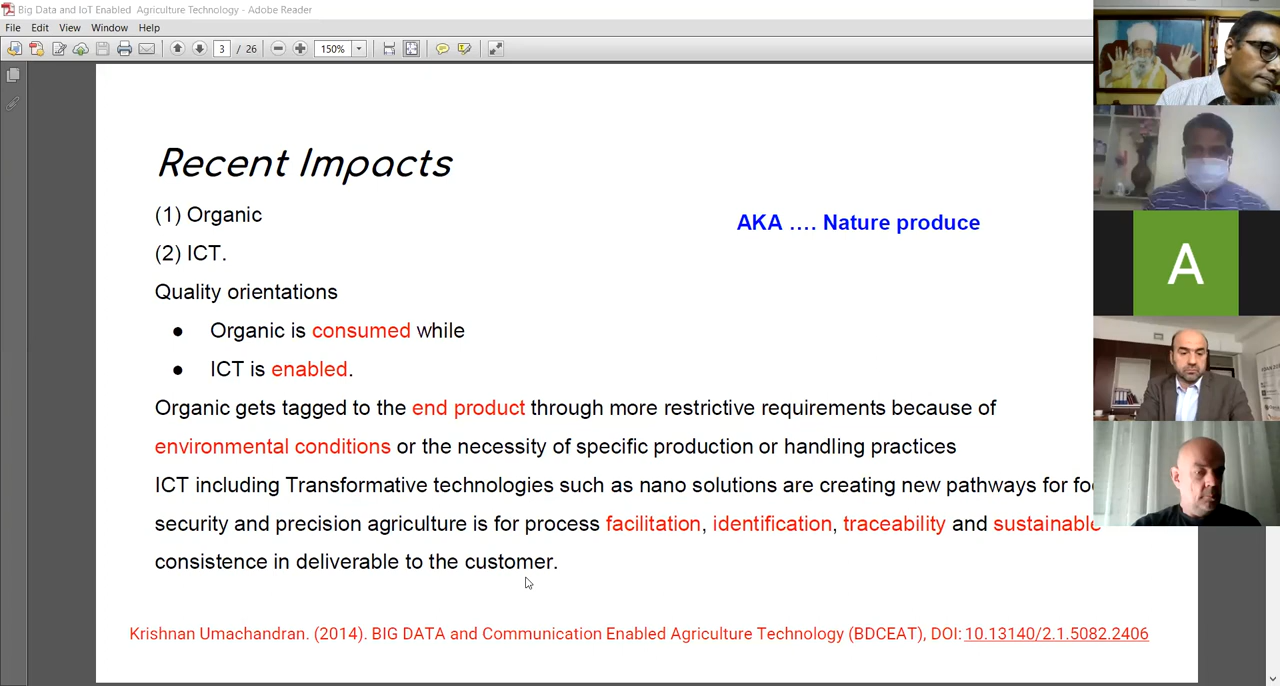 Big Data and IoT Enabled Agriculture Technology - Adobe Reader
File Edit View Window Help
3 / 26 150%
Recent Impacts
(1) Organic
AKA .... Nature produce
(2) ICT.
Quality orientations
● Organic is consumed while
● ICT is enabled.
Organic gets tagged to the end product through more restrictive requirements because of
environmental conditions or the necessity of specific production or handling practices
ICT including Transformative technologies such as nano solutions are creating new pathways for
security and precision agriculture is for process facilitation, identification, traceability and sustainable
consistence in deliverable to the customer.
Krishnan Umachandran. (2014). BIG DATA and Communication Enabled Agriculture Technology (BDCEAT), DOI: 10.13140/2.1.5082.2406
A